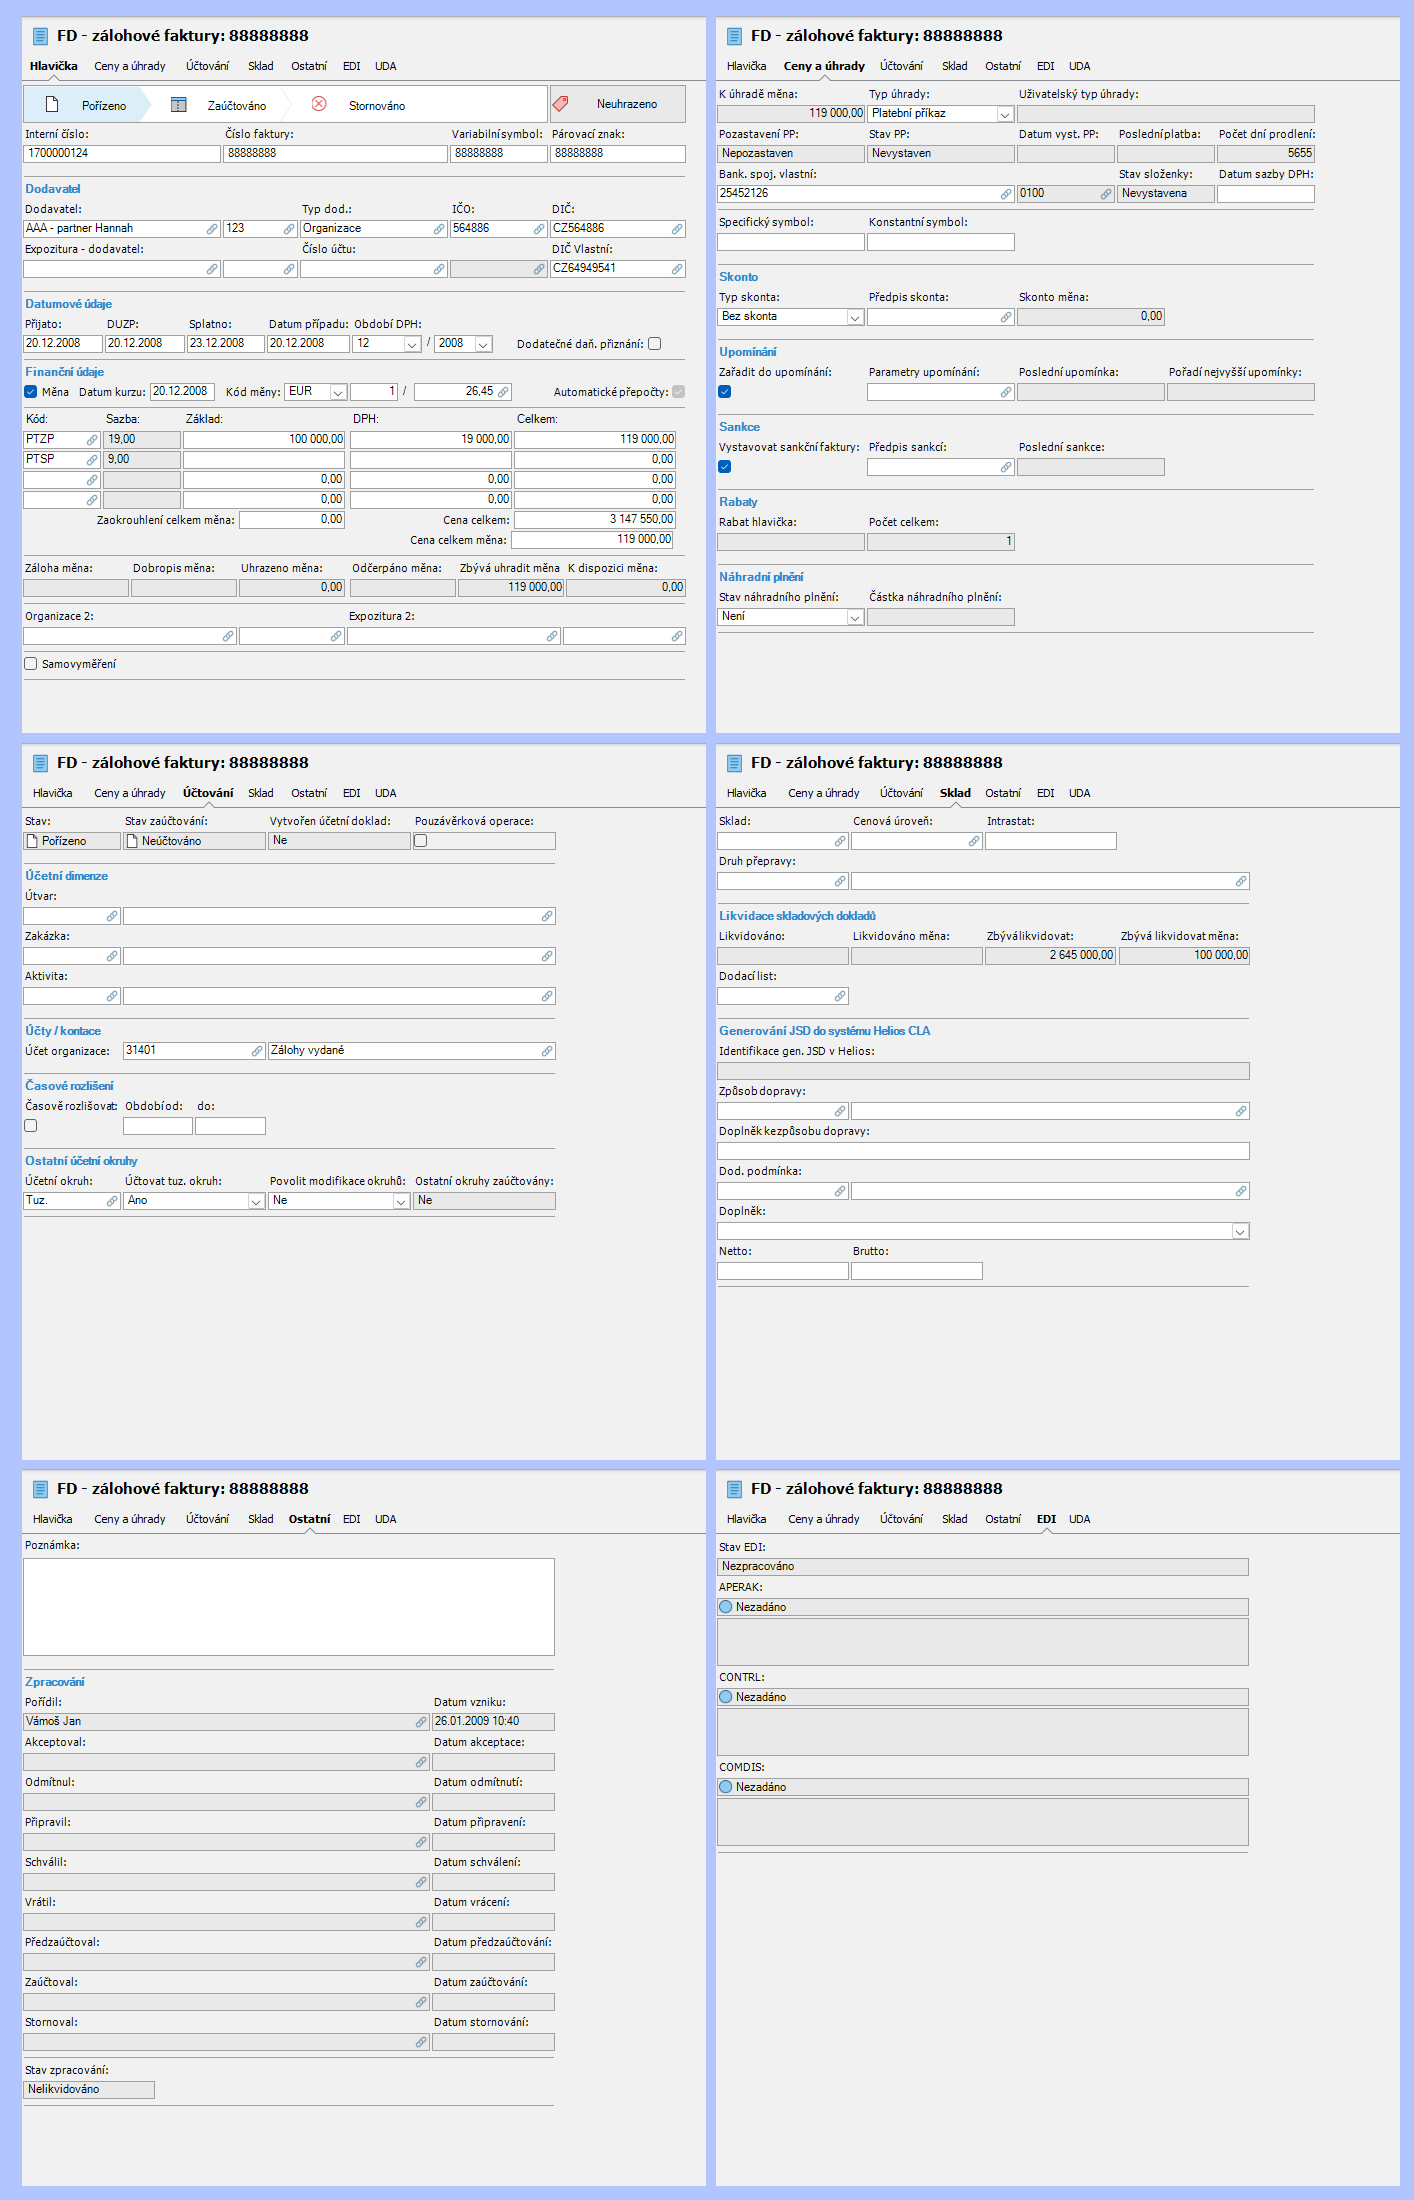 FD - zálohové faktury: 88888888
Hlavička Ceny a úhrady Účtování Sklad Ostatní EDI UDA
Pořízeno Zaúčtováno Stornováno Neuhrazeno
Interní číslo: Číslo faktury: Variabilní symbol: Párovací znak:
1700000124 88888888 88888888 88888888
Dodavatel
Dodavatel: Typ dod.: IČO: DIČ:
AAA - partner Hannah 123 Organizace 564886 CZ564886
Expozitura - dodavatel: Číslo účtu: DIČ Vlastní:
CZ64949541
Datumové údaje
Přijato: DUZP: Splatno: Datum případu: Období DPH:
20.12.2008 20.12.2008 23.12.2008 20.12.2008 12 / 2008 Dodatečné daň. přiznání:
Finanční údaje
Měna Datum kurzu: 20.12.2008 Kód měny: EUR 1 / 26,45 Automatické přepočty:
Kód: Sazba: Základ: DPH: Celkem:
PTZP 19,00 100 000,00 19 000,00 119 000,00
PTSP 9,00 0,00
0,00 0,00 0,00
0,00 0,00 0,00
Zaokrouhlení celkem měna: 0,00 Cena celkem: 3 147 550,00
Cena celkem měna: 119 000,00
Záloha měna: Dobropis měna: Uhrazeno měna: Odčerpáno měna: Zbývá uhradit měna K dispozici měna:
0,00 119 000,00 0,00
Organizace 2: Expozitura 2:
Samovyměření
FD - zálohové faktury: 88888888
Hlavička Ceny a úhrady Účtování Sklad Ostatní EDI UDA
K úhradě měna: Typ úhrady: Uživatelský typ úhrady:
119 000,00 Platební příkaz
Pozastavení PP: Stav PP: Datum vyst. PP: Poslední platba: Počet dní prodlení:
Nepozastaven Nevystaven 5655
Bank. spoj. vlastní: Stav složenky: Datum sazby DPH:
25452126 0100 Nevystavena
Specifický symbol: Konstantní symbol:
Skonto
Typ skonta: Předpis skonta: Skonto měna:
Bez skonta 0,00
Upomínání
Zařadit do upomínání: Parametry upomínání: Poslední upomínka: Pořadí nejvyšší upomínky:
Sankce
Vystavovat sankční faktury: Předpis sankcí: Poslední sankce:
Rabaty
Rabat hlavička: Počet celkem:
1
Náhradní plnění
Stav náhradního plnění: Částka náhradního plnění:
Není
FD - zálohové faktury: 88888888
Hlavička Ceny a úhrady Účtování Sklad Ostatní EDI UDA
Stav: Stav zaúčtování: Vytvořen účetní doklad: Pouzávěrková operace:
Pořízeno Neúčtováno Ne
Účetní dimenze
Útvar:
Zakázka:
Aktivita:
Účty / kontace
Účet organizace: 31401 Zálohy vydané
Časové rozlišení
Časově rozlišovat: Období od: do:
Ostatní účetní okruhy
Účetní okruh: Účtovat tuz. okruh: Povolit modifikace okruhů: Ostatní okruhy zaúčtovány:
Tuz. Ano Ne Ne
FD - zálohové faktury: 88888888
Hlavička Ceny a úhrady Účtování Sklad Ostatní EDI UDA
Sklad: Cenová úroveň: Intrastat:
Druh přepravy:
Likvidace skladových dokladů
Likvidováno: Likvidováno měna: Zbývá likvidovat: Zbývá likvidovat měna:
2 645 000,00 100 000,00
Dodací list:
Generování JSD do systému Helios CLA
Identifikace gen. JSD v Helios:
Způsob dopravy:
Doplněk kezpůsobu dopravy:
Dod. podmínka:
Doplněk:
Netto: Brutto:
FD - zálohové faktury: 88888888
Hlavička Ceny a úhrady Účtování Sklad Ostatní EDI UDA
Poznámka:
Zpracování
Pořídil: Datum vzniku:
Vámoš Jan 26.01.2009 10:40
Akceptoval: Datum akceptace:
Odmítnul: Datum odmítnutí:
Připravil: Datum připravení:
Schválil: Datum schválení:
Vrátil: Datum vrácení:
Předzaúčtoval: Datum předzaúčtování:
Zaúčtoval: Datum zaúčtování:
Stornoval: Datum stornování:
Stav zpracování:
Nelikvidováno
FD - zálohové faktury: 88888888
Hlavička Ceny a úhrady Účtování Sklad Ostatní EDI UDA
Stav EDI:
Nezpracováno
APERAK:
Nezadáno
CONTRL:
Nezadáno
COMDIS:
Nezadáno